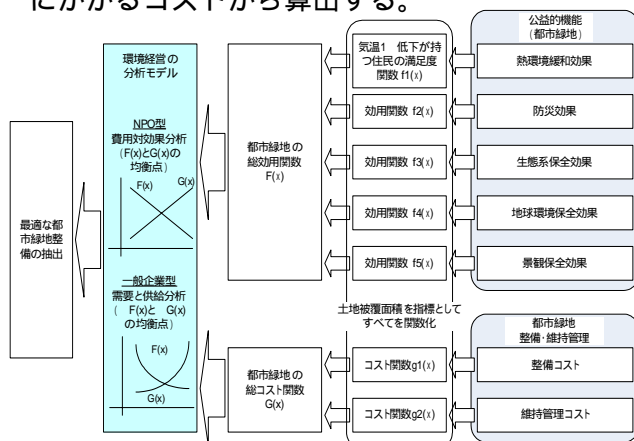 にかかるコストから算出する。
公益的機能
(都市緑地)
環境経営の
分析モデル
気温1 低下が持
つ住民の満足度
関数 f1(x)
熱環境緩和効果
NPO型
費用対効果分析
(F(x)とG(x)の
均衡点)
F(x)
G(x)
都市緑地の
総効用関数
F(x)
効用関数 f2(x)
防災効果
効用関数 f3(x)
生態系保全効果
最適な都
市緑地整
備の抽出
効用関数 f4(x)
地球環境保全効果
効用関数 f5(x)
景観保全効果
一般企業型
需要と供給分析
( F(x)と G(x)
の均衡点)
F(x)
G(x)
土地被覆面積を指標として
すべてを関数化
都市緑地
整備・維持管理
都市緑地の
総コスト関数
G(x)
コスト関数g1(x)
整備コスト
コスト関数g2(x)
維持管理コスト